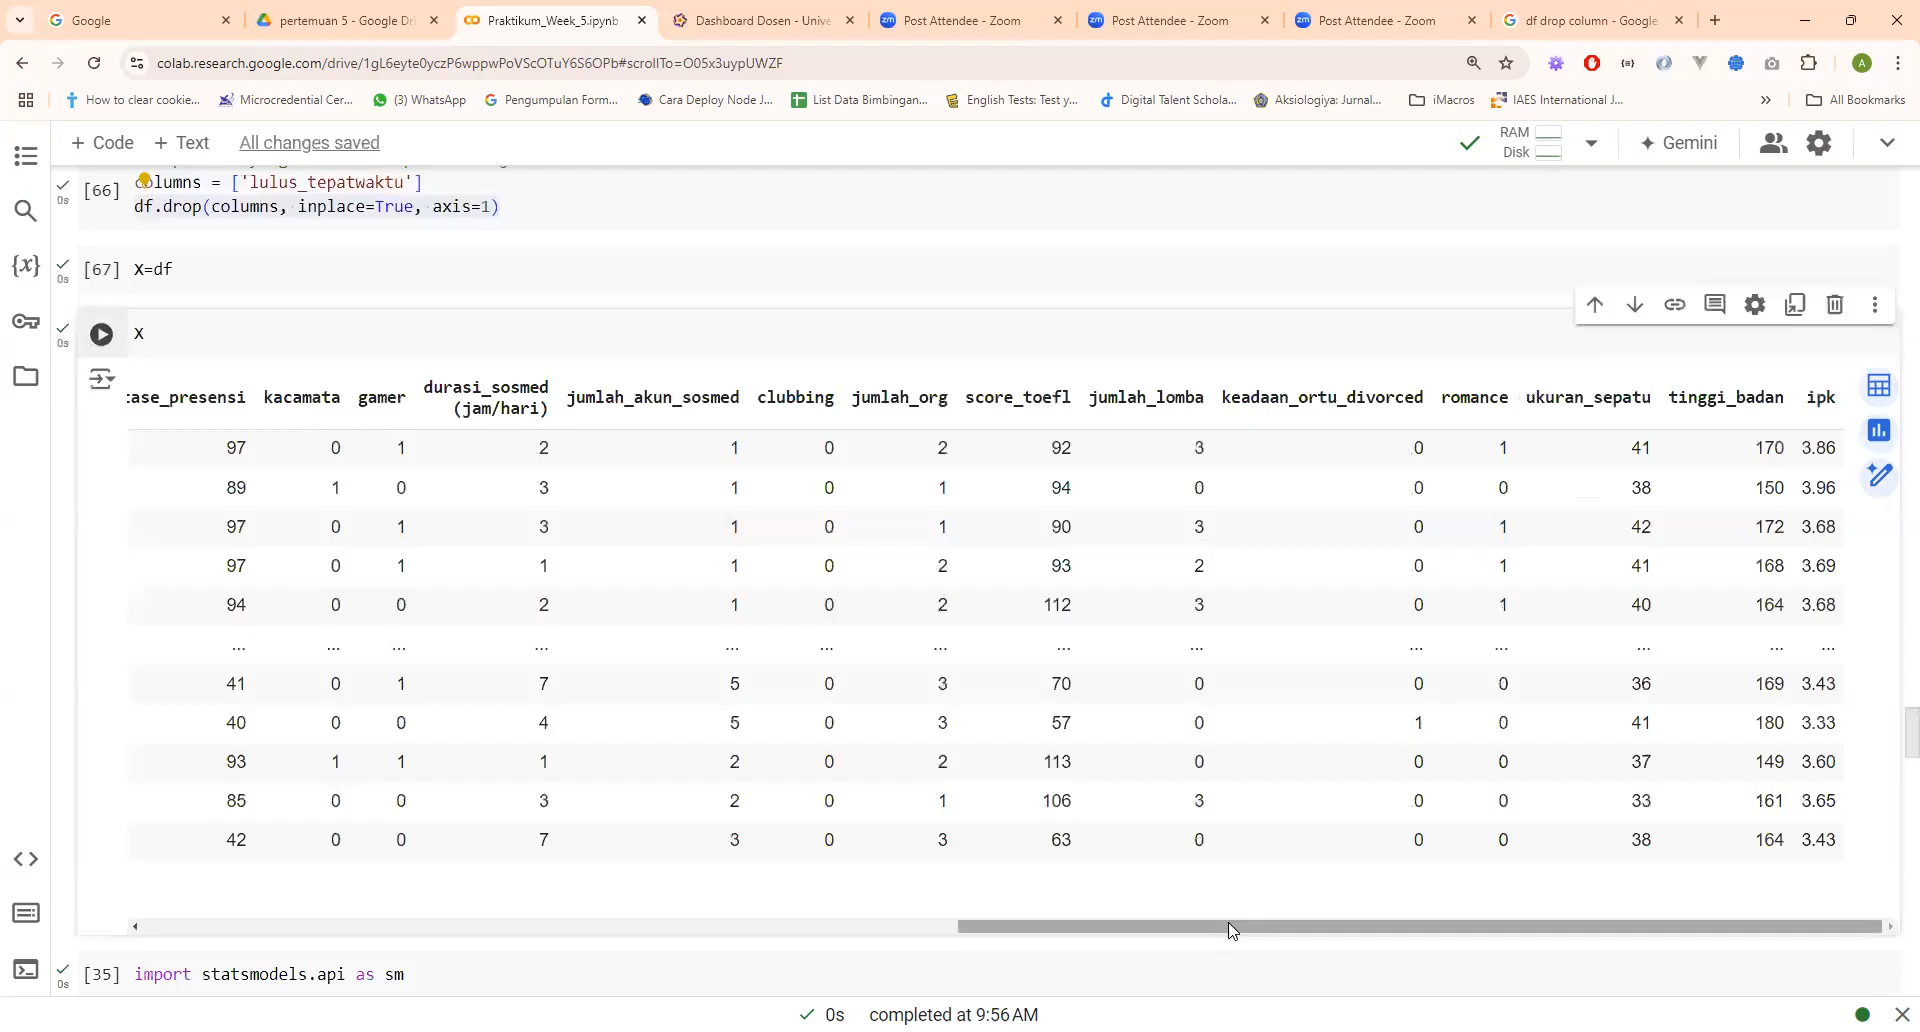 Google
pertemuan 5 - Google Dri
Praktikum_Week_5.ipynb
Dashboard Dosen - Unive
Post Attendee - Zoom
Post Attendee - Zoom
Post Attendee - Zoom
df drop column - Google
colab.research.google.com/drive/1gL6eyte0yczP6wppwPoVScOTuY6S6OPb#scrollTo=O05x3uypUWZF
How to clear cookie...
Microcredential Cer...
(3) WhatsApp
Pengumpulan Form...
Cara Deploy Node J...
List Data Bimbingan...
English Tests: Test y...
Digital Talent Schola...
Aksiologiya: Jurnal...
iMacros
IAES International J...
All Bookmarks
+ Code + Text All changes saved
RAM
Disk
Gemini
[66] columns = ['lulus_tepatwaktu']
0s df.drop(columns, inplace=True, axis=1)
[67] X=df
0s
X
0s
case_presensi kacamata gamer durasi_sosmed (jam/hari) jumlah_akun_sosmed clubbing jumlah_org score_toefl jumlah_lomba keadaan_ortu_divorced romance ukuran_sepatu tinggi_badan ipk
97 0 1 2 1 0 2 92 3 0 1 41 170 3.86
89 1 0 3 1 0 1 94 0 0 0 38 150 3.96
97 0 1 3 1 0 1 90 3 0 1 42 172 3.68
97 0 1 1 1 0 2 93 2 0 1 41 168 3.69
94 0 0 2 1 0 2 112 3 0 1 40 164 3.68
... ... ... ... ... ... ... ... ... ... ... ... ... ...
41 0 1 7 5 0 3 70 0 0 0 36 169 3.43
40 0 0 4 5 0 3 57 0 1 0 41 180 3.33
93 1 1 1 2 0 2 113 0 0 0 37 149 3.60
85 0 0 3 2 0 1 106 3 0 0 33 161 3.65
42 0 0 7 3 0 3 63 0 0 0 38 164 3.43
[35] import statsmodels.api as sm
0s
0s completed at 9:56 AM